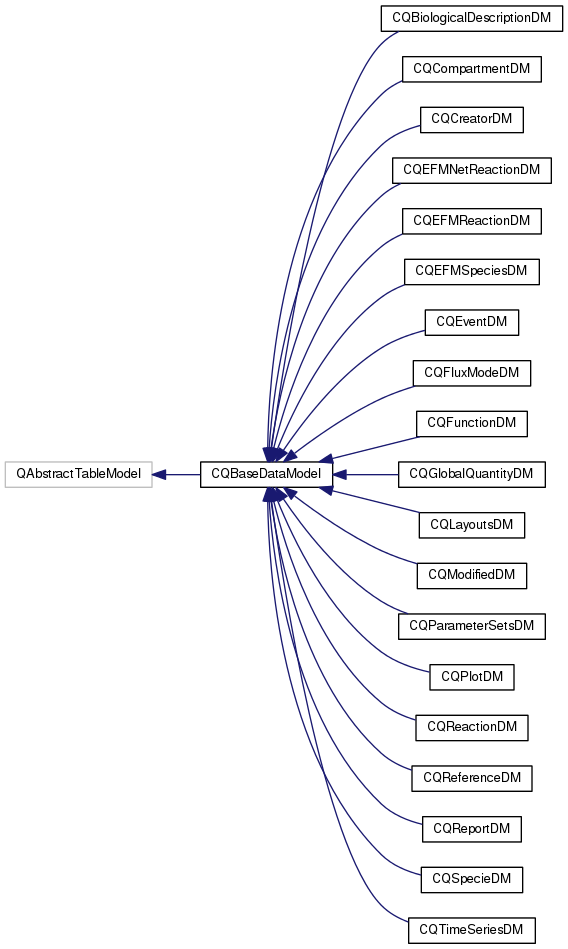 CQBiologicalDescriptionDM
CQCompartmentDM
CQCreatorDM
CQEFMNetReactionDM
CQEFMReactionDM
CQEFMSpeciesDM
CQEventDM
CQFluxModeDM
CQFunctionDM
QAbstractTableModel CQBaseDataModel CQGlobalQuantityDM
CQLayoutsDM
CQModifiedDM
CQParameterSetsDM
CQPlotDM
CQReactionDM
CQReferenceDM
CQReportDM
CQSpecieDM
CQTimeSeriesDM